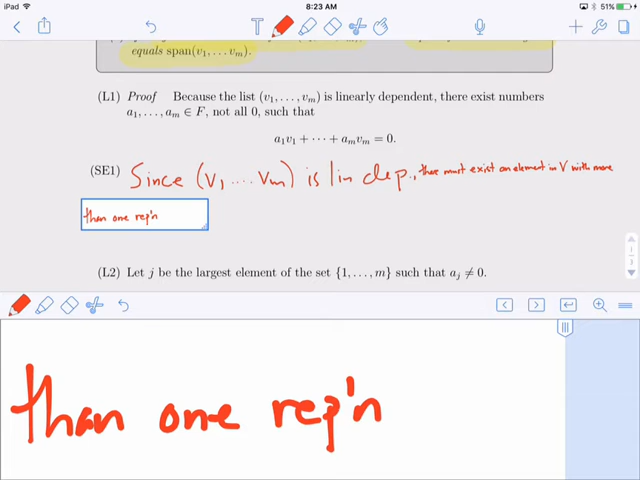 iPad
8:23 AM
51%
equals span(v₁, . . . vₘ).
(L1) Proof Because the list (v₁, . . . , vₘ) is linearly dependent, there exist numbers
a₁, . . . , aₘ ∈ F, not all 0, such that
a₁v₁ + · · · + aₘvₘ = 0.
(SE1) Since (v₁ .... vₘ) is lin dep., there must exist an element in V with more
than one rep'n
(L2) Let j be the largest element of the set {1, . . . , m} such that aⱼ ≠ 0.
1
3
than one rep'n